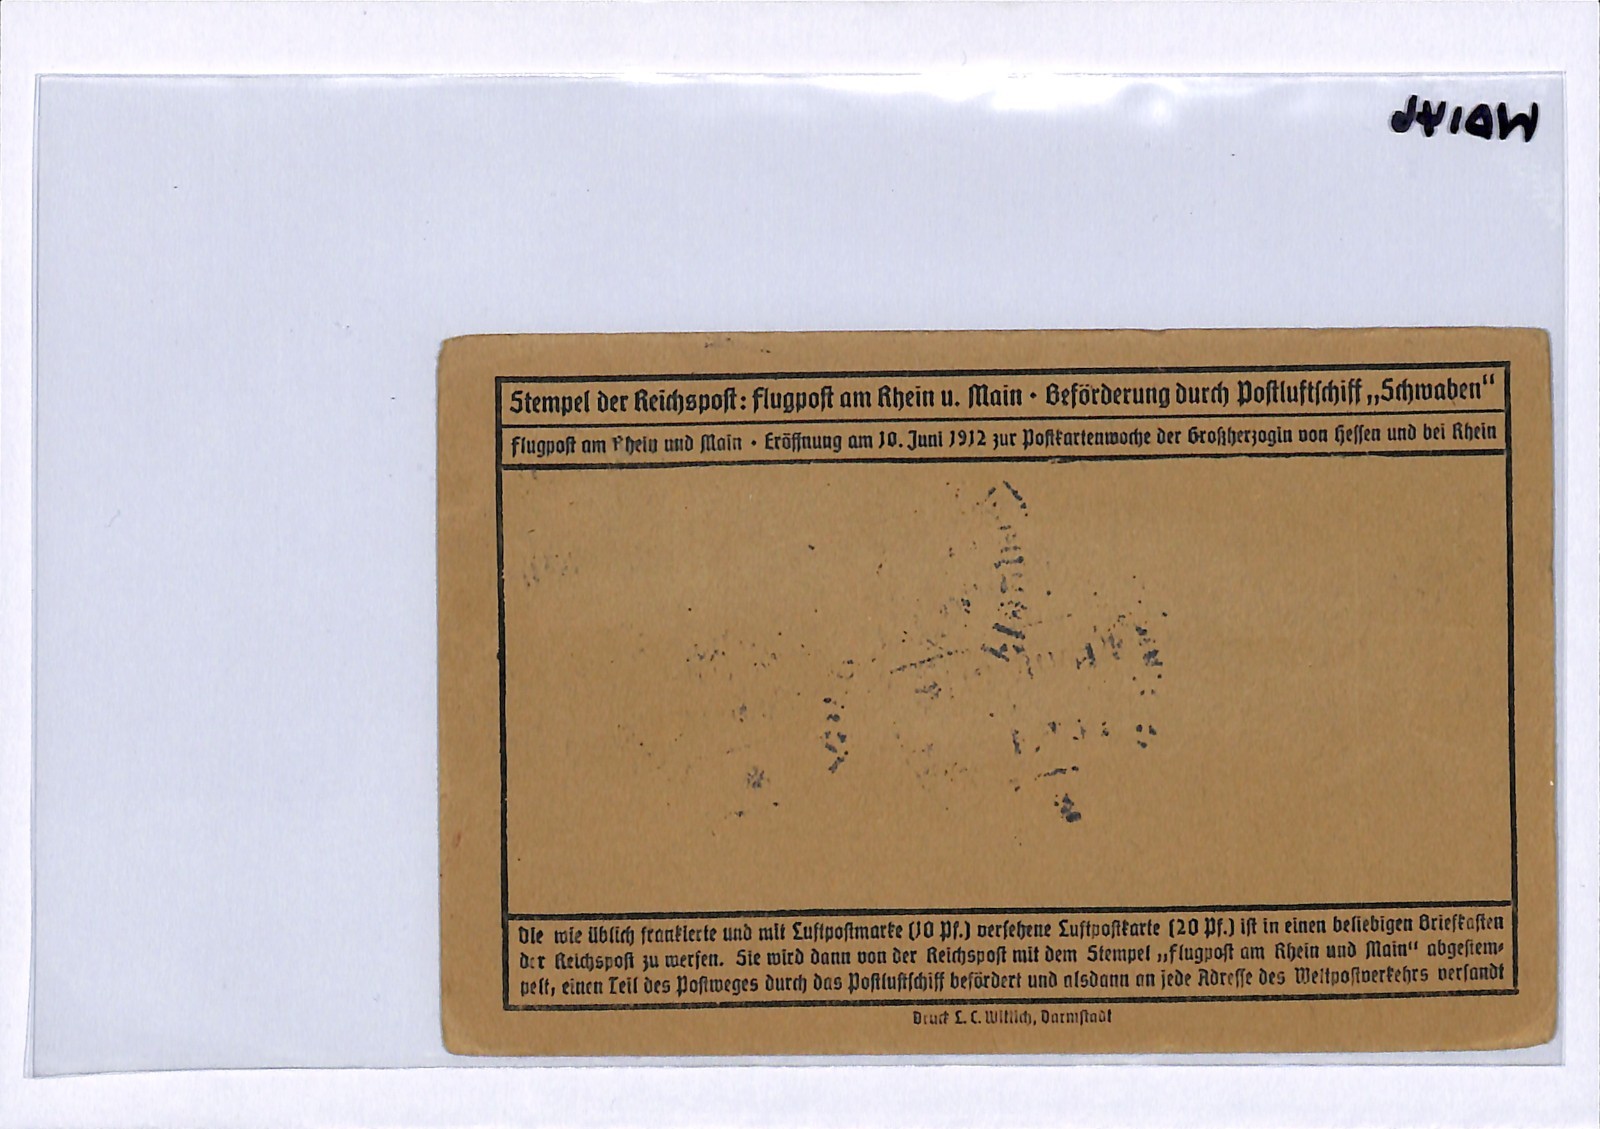 Stempel der Reichspost: Flugpost am Rhein u. Main · Beförderung durch Postluftschiff „Schwaben“
Flugpost am Rhein und Main · Eröffnung am 10. Juni 1912 zur Postkartenwoche der Großherzogin von Hessen und bei Rhein
Die wie üblich frankierte und mit Luftpostmarke (10 Pf.) versehene Luftpostkarte (20 Pf.) ist in einen beliebigen Briefkasten
der Reichspost zu werfen. Sie wird dann von der Reichspost mit dem Stempel „Flugpost am Rhein und Main“ abgestem-
pelt, einen Teil des Postweges durch das Postluftschiff befördert und alsdann an jede Adresse des Weltpostverkehrs versandt
Druck L. C. Wittich, Darmstadt